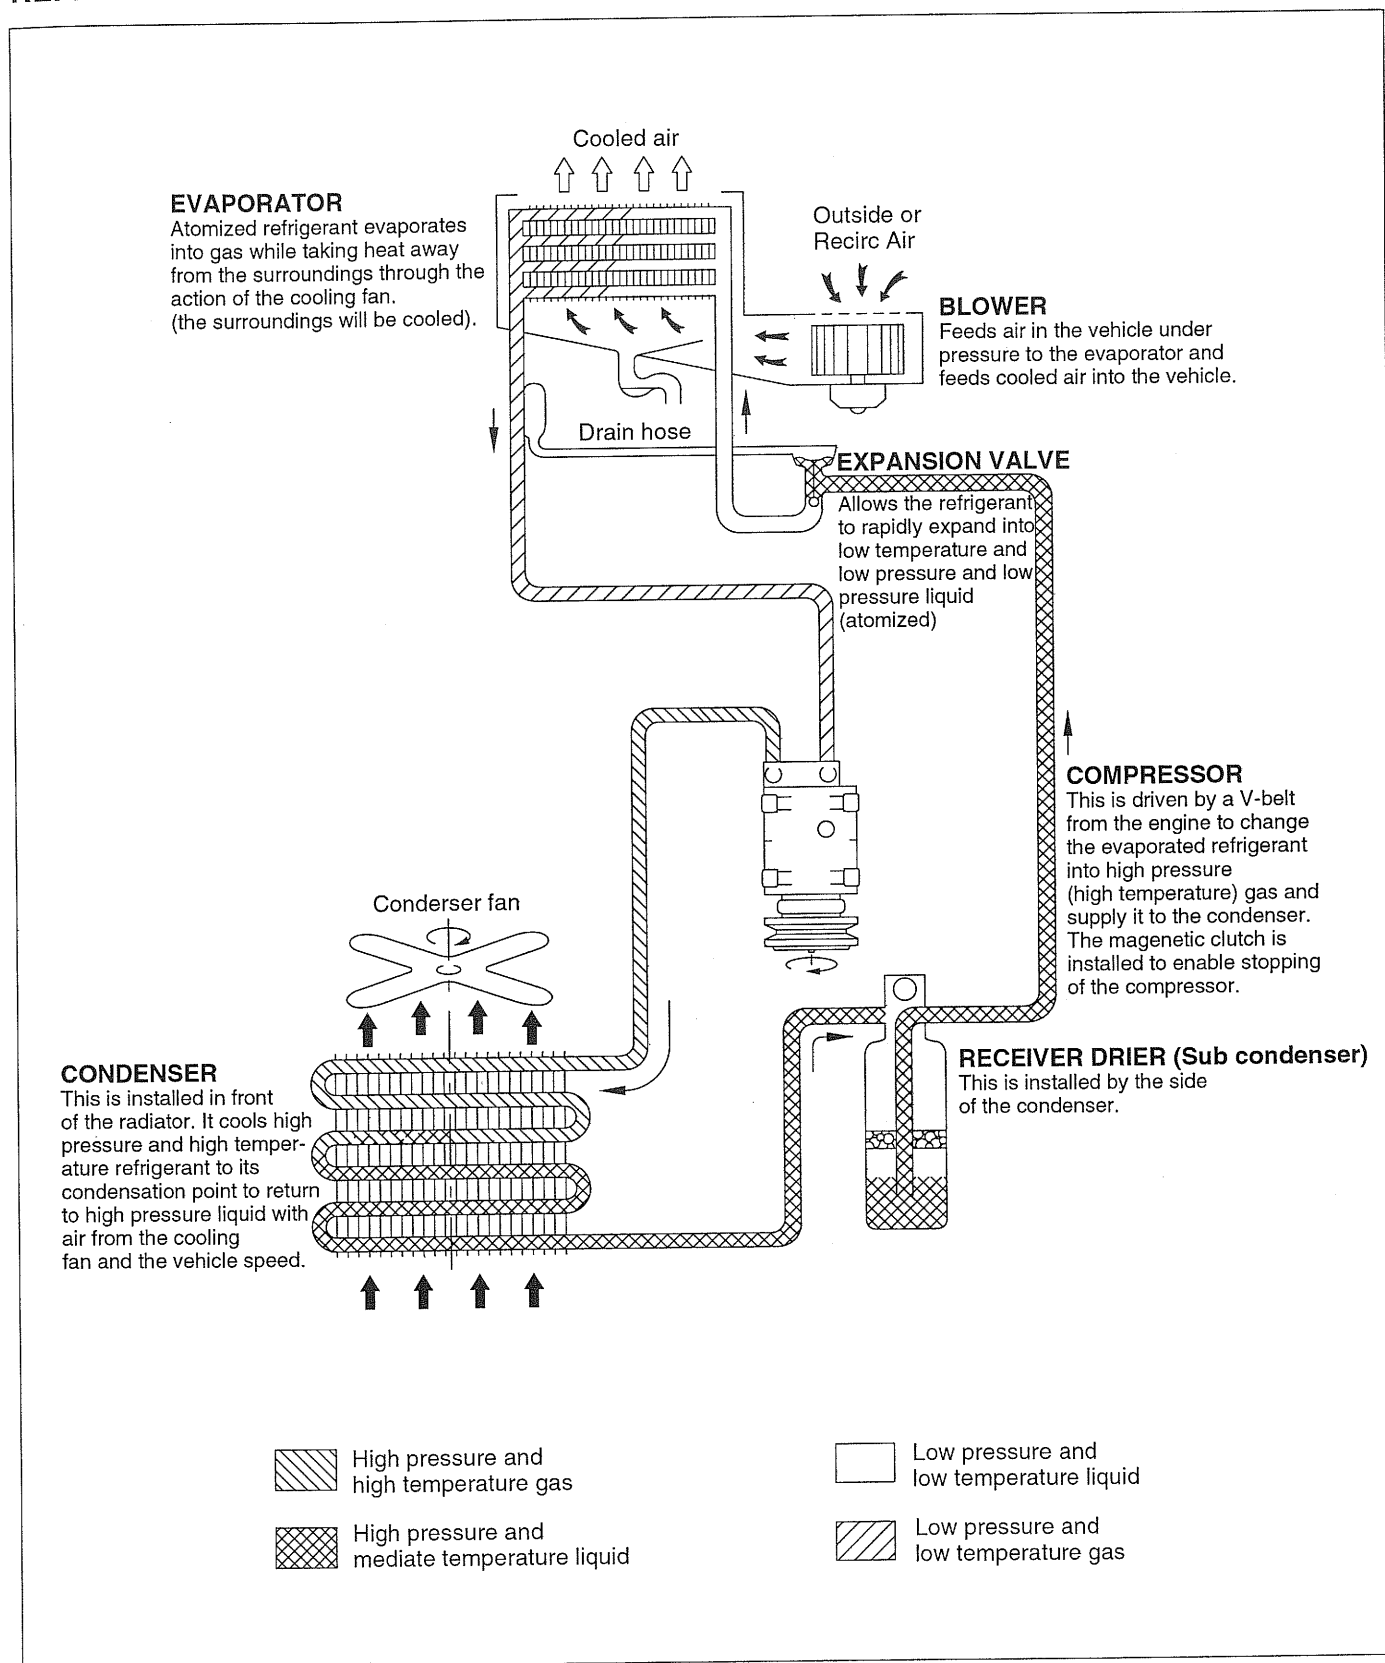 Cooled air
EVAPORATOR
Atomized refrigerant evaporates
into gas while taking heat away
from the surroundings through the
action of the cooling fan.
(the surroundings will be cooled).
Outside or
Recirc Air
BLOWER
Feeds air in the vehicle under
pressure to the evaporator and
feeds cooled air into the vehicle.
Drain hose
EXPANSION VALVE
Allows the refrigerant
to rapidly expand into
low temperature and
low pressure and low
pressure liquid
(atomized)
COMPRESSOR
This is driven by a V-belt
from the engine to change
the evaporated refrigerant
into high pressure
(high temperature) gas and
supply it to the condenser.
The magenetic clutch is
installed to enable stopping
of the compressor.
Conderser fan
CONDENSER
This is installed in front
of the radiator. It cools high
pressure and high temper-
ature refrigerant to its
condensation point to return
to high pressure liquid with
air from the cooling
fan and the vehicle speed.
RECEIVER DRIER (Sub condenser)
This is installed by the side
of the condenser.
High pressure and
high temperature gas
High pressure and
mediate temperature liquid
Low pressure and
low temperature liquid
Low pressure and
low temperature gas